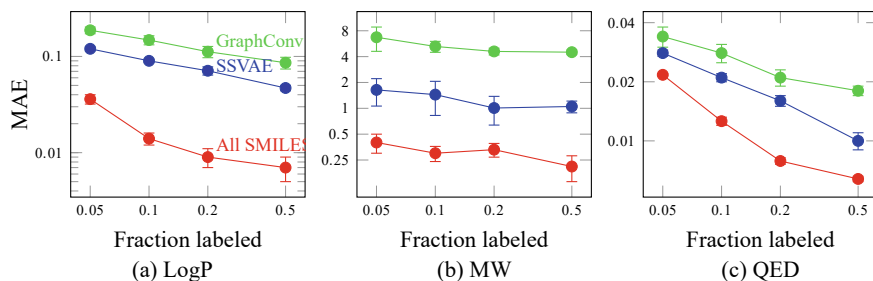 MAE
0.1
0.01
0.05 0.1 0.2 0.5
GraphConv
SSVAE
All SMILES
Fraction labeled
(a) LogP
8
4
2
1
0.5
0.25
0.05 0.1 0.2 0.5
Fraction labeled
(b) MW
0.04
0.02
0.01
0.05 0.1 0.2 0.5
Fraction labeled
(c) QED